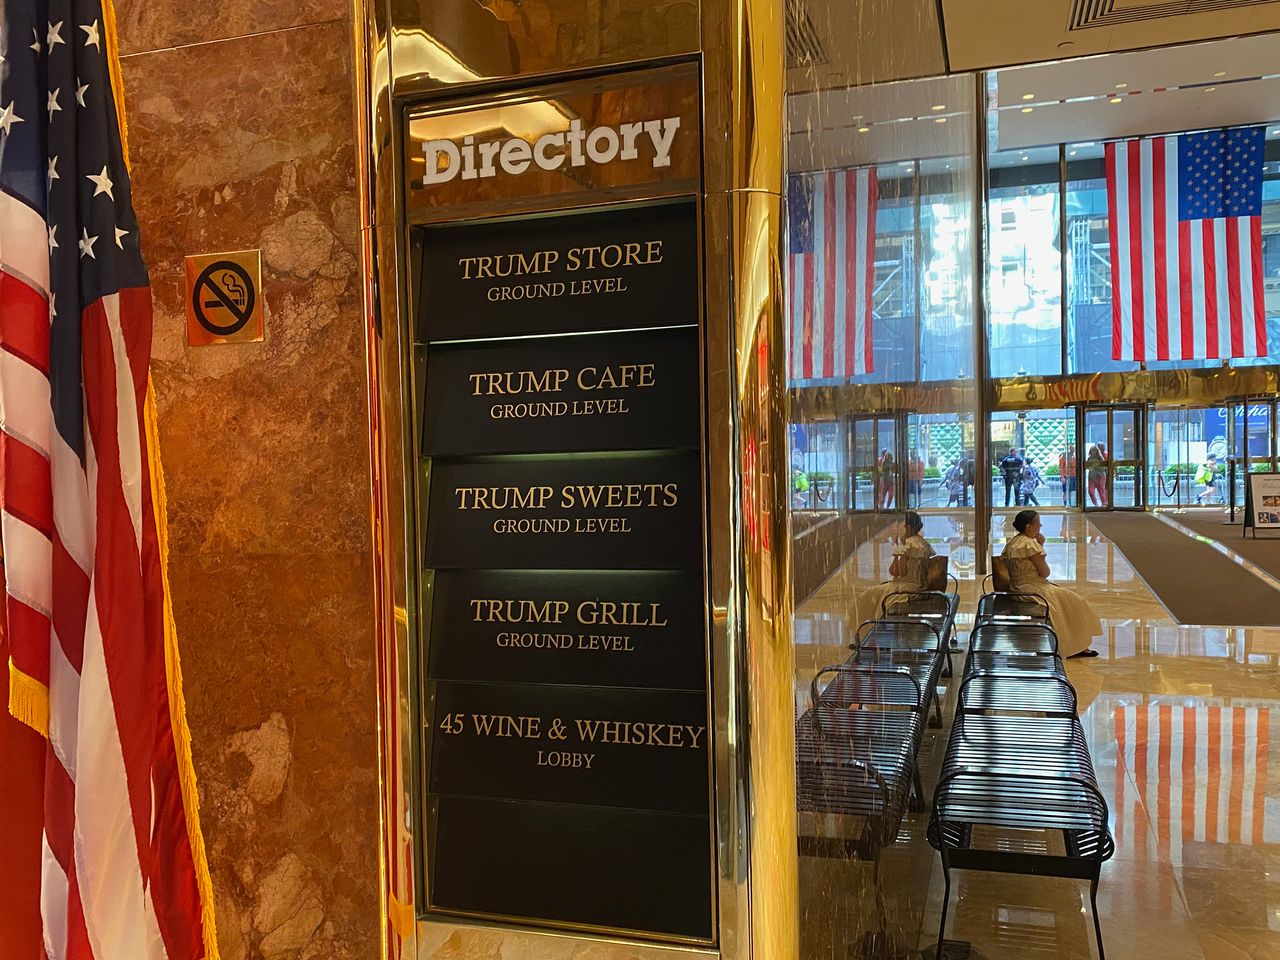 Directory
TRUMP STORE
GROUND LEVEL
TRUMP CAFE
GROUND LEVEL
TRUMP SWEETS
GROUND LEVEL
TRUMP GRILL
GROUND LEVEL
45 WINE & WHISKEY
LOBBY